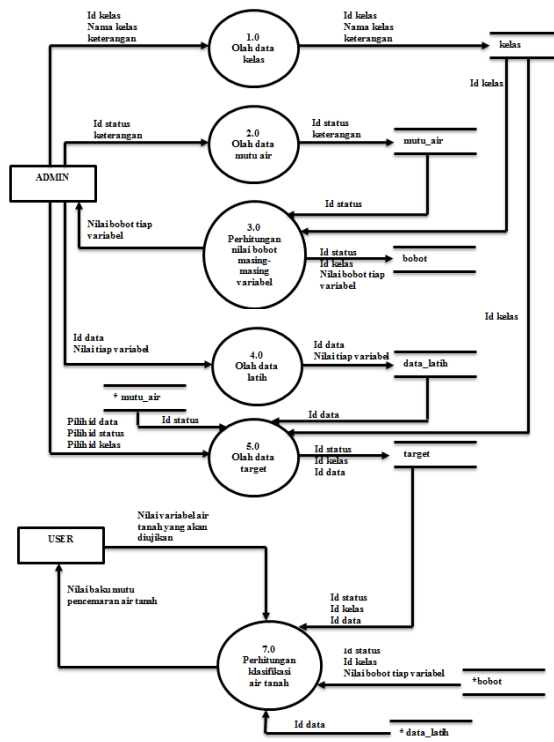 Id kelas
Nama kelas
keterangan
1.0
Olah data
kelas
Id kelas
Nama kelas
keterangan
kelas
Id kelas
Id status
keterangan
2.0
Olah data
mutu air
Id status
keterangan
mutu_air
ADMIN
Id status
Nilai bobot tiap
variabel
3.0
Perhitungan
nilai bobot
masing-
masing
variabel
Id status
Id kelas
Nilai bobot tiap
variabel
bobot
Id kelas
Id data
Nilai tiap variabel
4.0
Olah data
latih
Id data
Nilai tiap variabel
data_latih
* mutu_air
Id status
Id data
Pilih id data
Pilih id status
Pilih id kelas
5.0
Olah data
target
Id status
Id kelas
Id data
target
USER
Nilai variabel air
tanah yang akan
diujikan
Nilai baku mutu
pencemaran air tanah
Id status
Id kelas
Id data
7.0
Perhitungan
klasifikasi
air tanah
Id status
Id kelas
Nilai bobot tiap variabel
*bobot
Id data
* data_latih